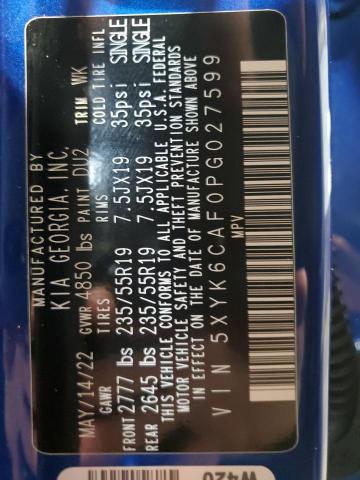 MANUFACTURED BY
KIA GEORGIA, INC.
MAY/14/22 GVWR 4850 lbs PAINT DU2 TRIM WK
GAWR TIRES RIMS COLD TIRE INFL
FRONT 2777 lbs 235/55R19 7.5JX19 35psi SINGLE
REAR 2645 lbs 235/55R19 7.5JX19 35psi SINGLE
THIS VEHICLE CONFORMS TO ALL APPLICABLE U.S.A. FEDERAL
MOTOR VEHICLE SAFETY AND THEFT PREVENTION STANDARDS
IN EFFECT ON THE DATE OF MANUFACTURE SHOWN ABOVE
VIN 5XYK6CAF0PG027599
MPV
W420